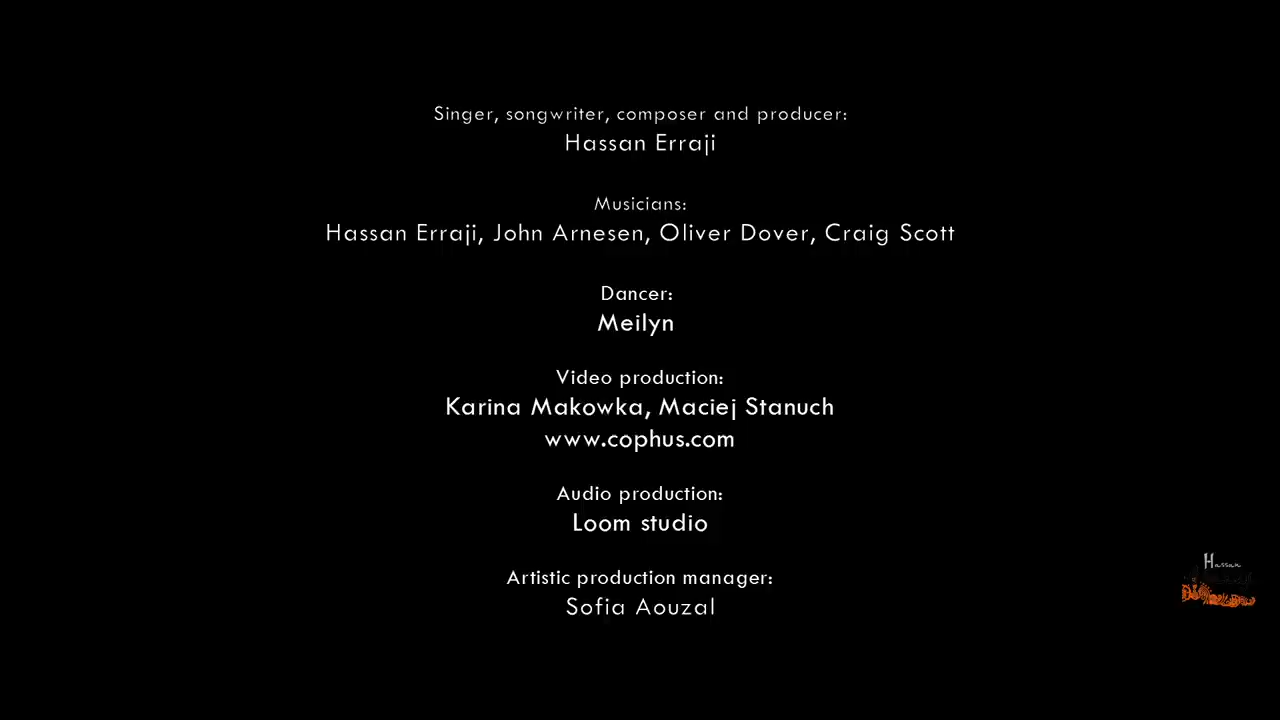 Singer, songwriter, composer and producer:
Hassan Erraji
Musicians:
Hassan Erraji, John Arnesen, Oliver Dover, Craig Scott
Dancer:
Meilyn
Video production:
Karina Makowka, Maciej Stanuch
www.cophus.com
Audio production:
Loom studio
Artistic production manager:
Sofia Aouzal
Hassan